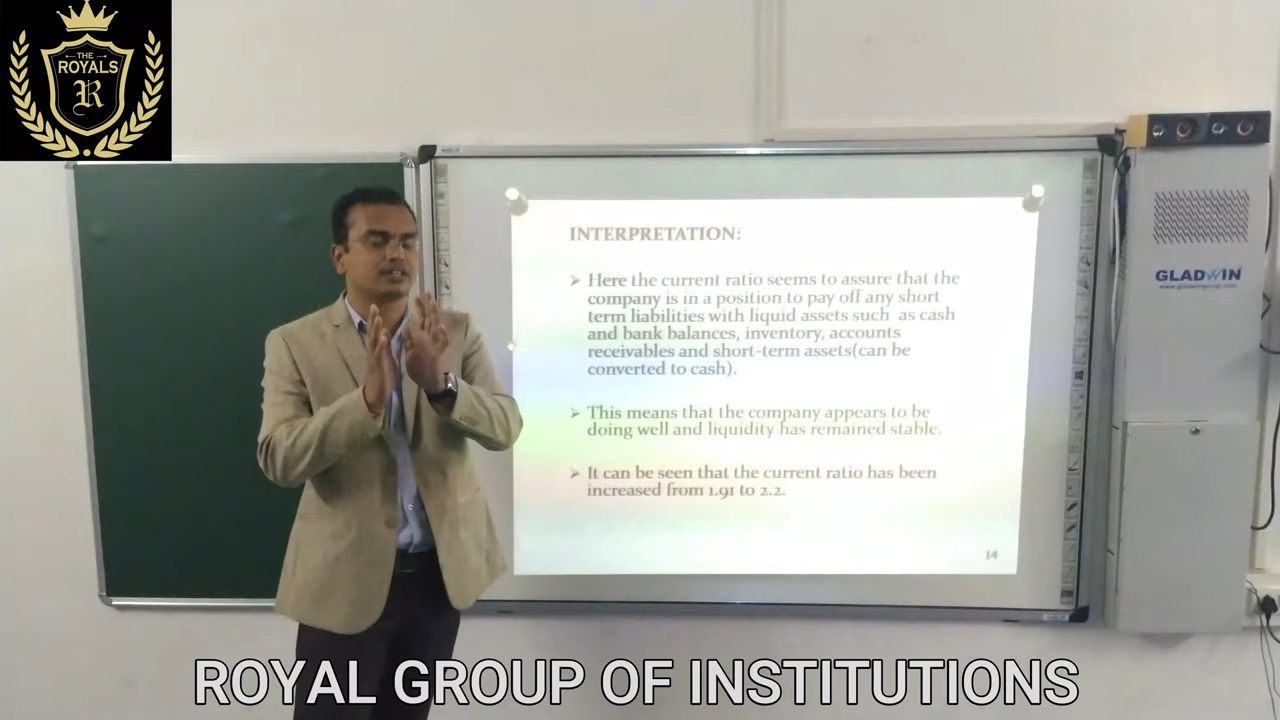 THE
ROYALS
R
INTERPRETATION:
➢ Here the current ratio seems to assure that the
company is in a position to pay off any short
term liabilities with liquid assets such as cash
and bank balances, inventory, accounts
receivables and short-term assets(can be
converted to cash).
➢ This means that the company appears to be
doing well and liquidity has remained stable.
➢ It can be seen that the current ratio has been
increased from 1.91 to 2.2.
14
GLADWIN
www.gladwingroup.com
ROYAL GROUP OF INSTITUTIONS